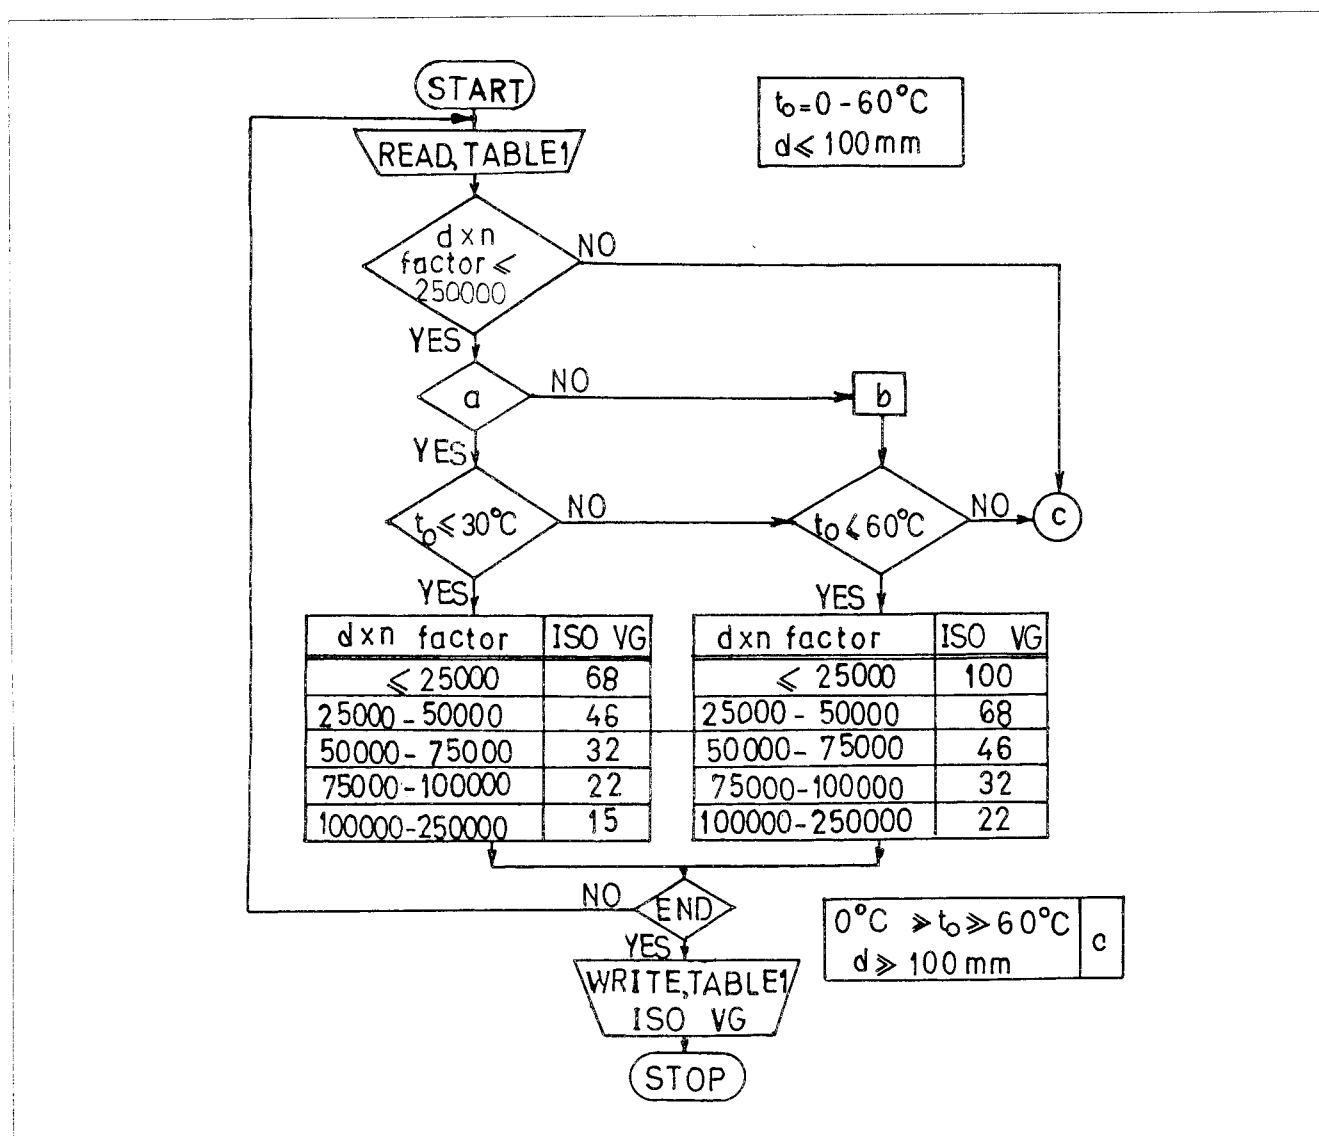 START
t₀=0-60°C
d⩽100mm
READ,TABLE1
dxn
factor⩽
250000
NO
YES
a
NO
b
YES
t₀⩽30°C
NO
t₀⩽60°C
NO
c
YES
YES
dxn factor ISO VG
⩽ 25000 68
25000-50000 46
50000-75000 32
75000-100000 22
100000-250000 15
dxn factor ISO VG
⩽ 25000 100
25000-50000 68
50000-75000 46
75000-100000 32
100000-250000 22
NO
END
YES
0°C ⩾t₀⩾60°C
d⩾100mm
c
WRITE,TABLE1
ISO VG
STOP